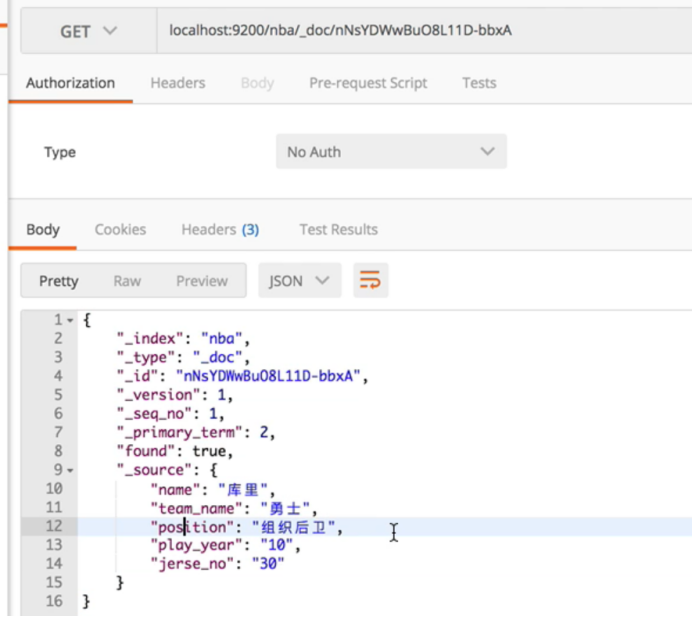 GET localhost:9200/nba/_doc/nNsYDWwBuO8L11D-bbxA
Authorization Headers Body Pre-request Script Tests
Type No Auth
Body Cookies Headers (3) Test Results
Pretty Raw Preview JSON
1 {
2 "_index": "nba",
3 "_type": "_doc",
4 "_id": "nNsYDWwBuO8L11D-bbxA",
5 "_version": 1,
6 "_seq_no": 1,
7 "_primary_term": 2,
8 "found": true,
9 "_source": {
10 "name": "库里",
11 "team_name": "勇士",
12 "position": "组织后卫",
13 "play_year": "10",
14 "jerse_no": "30"
15 }
16 }